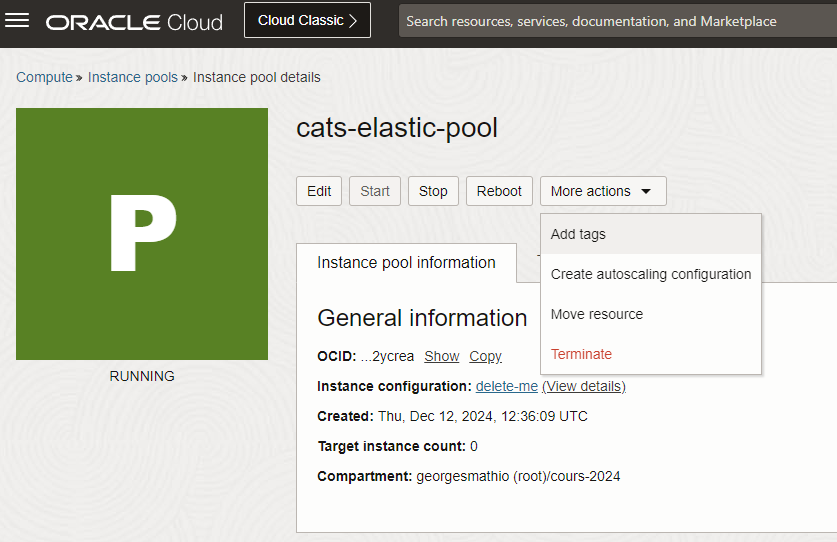 ORACLE Cloud Cloud Classic Search resources, services, documentation, and Marketplace
Compute » Instance pools » Instance pool details
P
RUNNING
cats-elastic-pool
Edit Start Stop Reboot More actions
Add tags
Create autoscaling configuration
Move resource
Terminate
Instance pool information
General information
OCID: ...2ycrea Show Copy
Instance configuration: delete-me (View details)
Created: Thu, Dec 12, 2024, 12:36:09 UTC
Target instance count: 0
Compartment: georgesmathio (root)/cours-2024